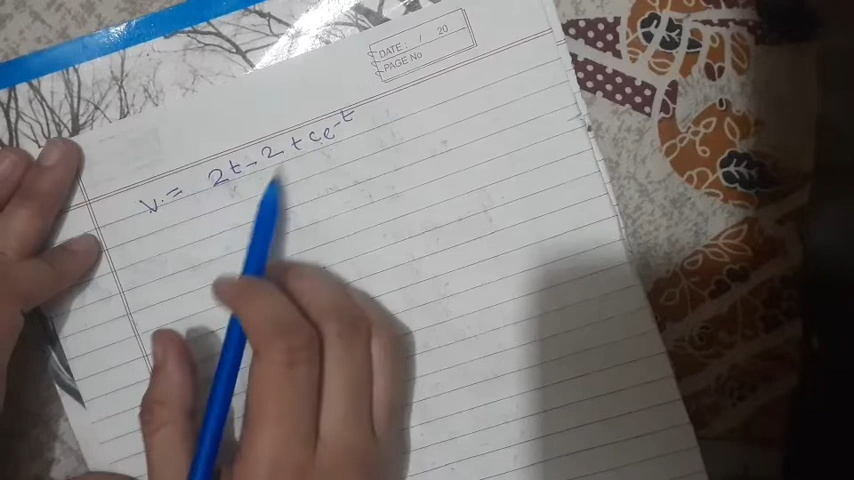 DATE: / 20
PAGE No
v. = 2t - 2 + ce^-t